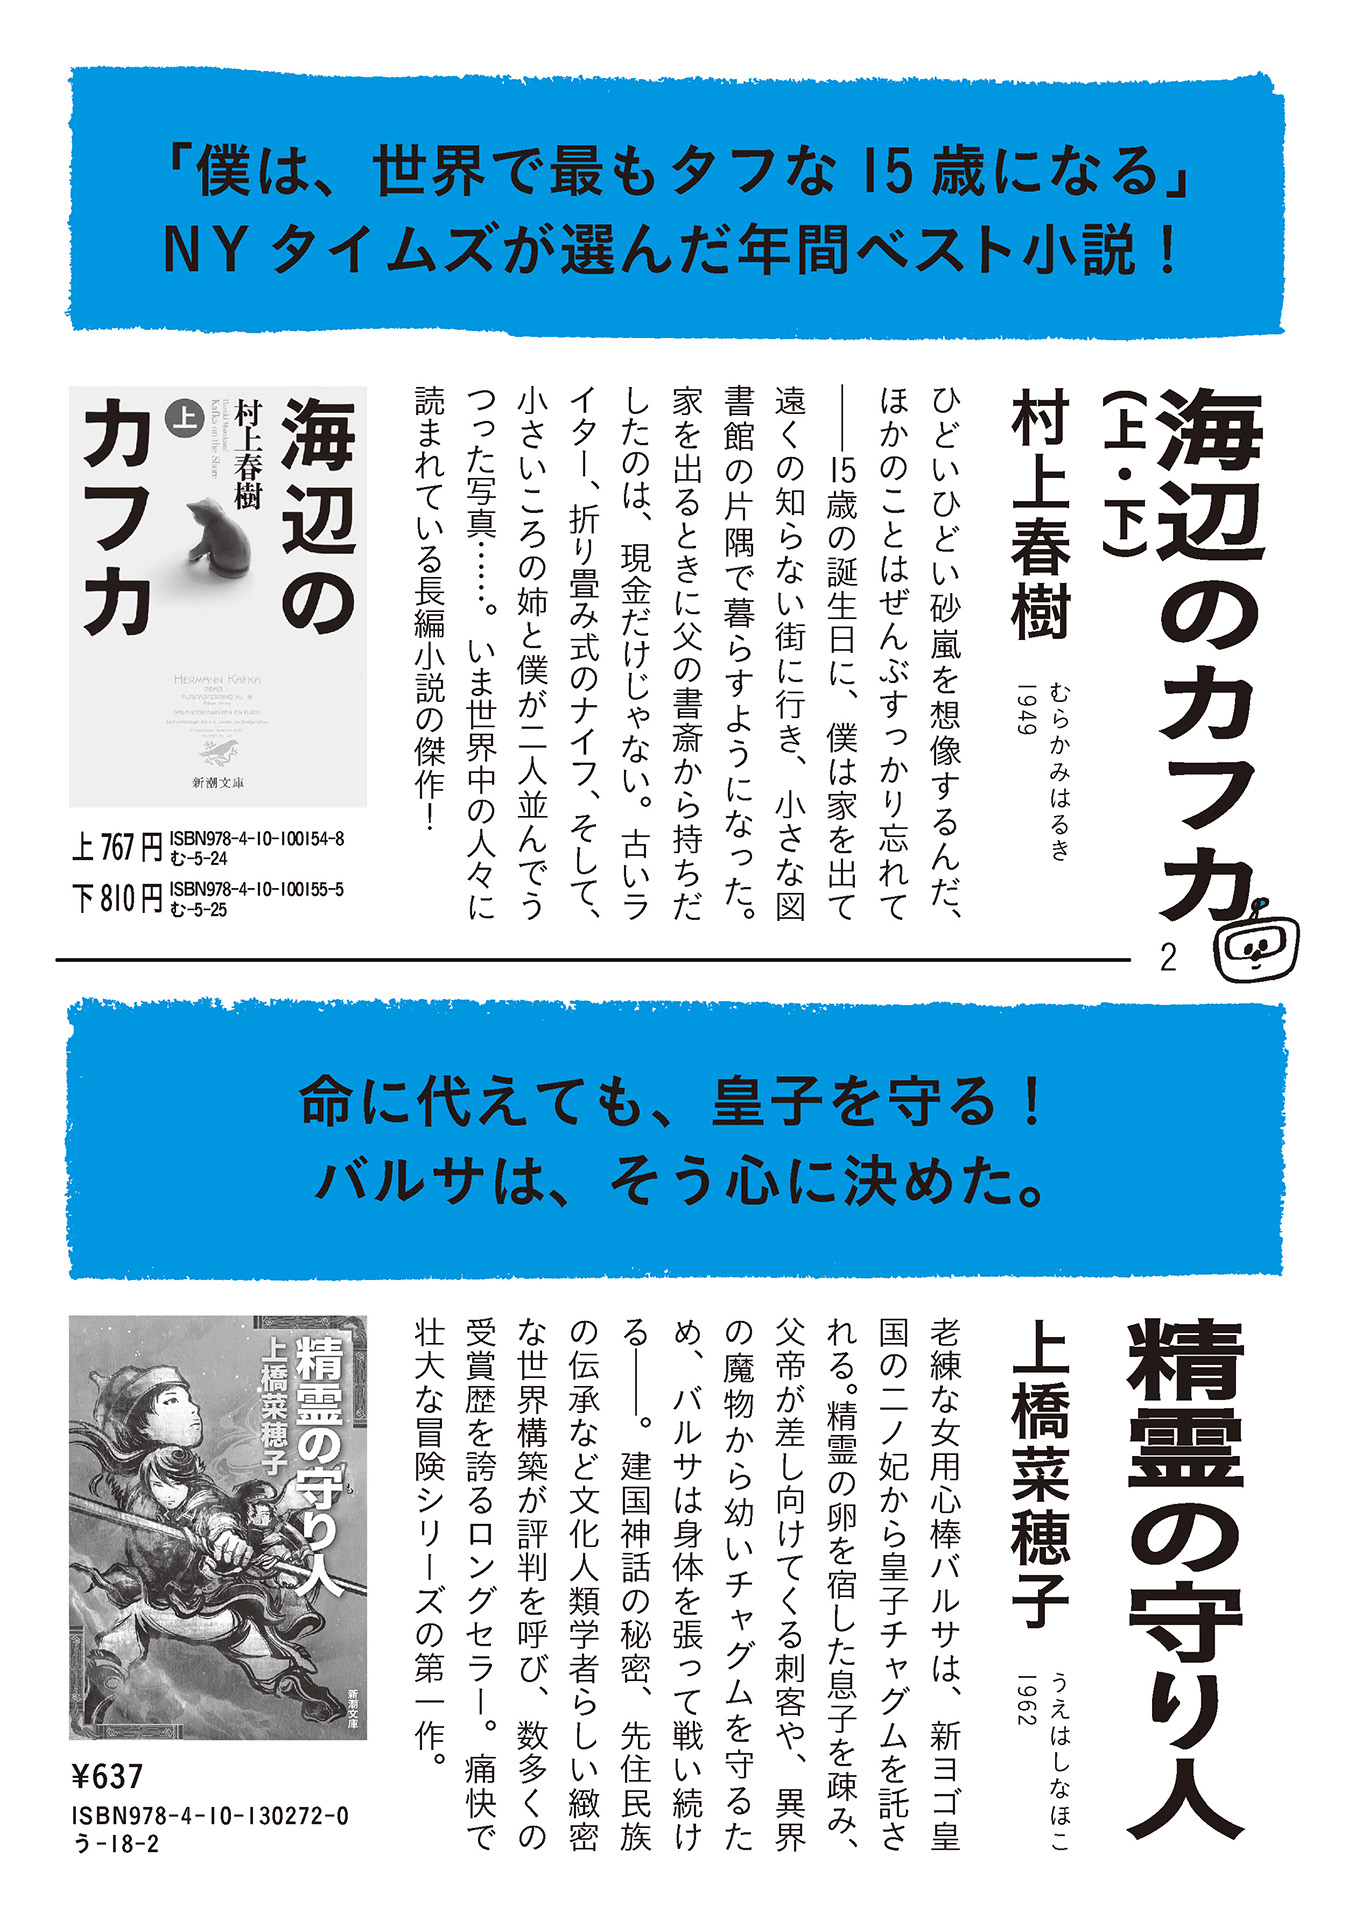 「僕は、世界で最もタフな15歳になる」
NYタイムズが選んだ年間ベスト小説！
海辺のカフカ
（上・下）
村上春樹
むらかみはるき
1949
ひどいひどい砂嵐を想像するんだ、
ほかのことはぜんぶすっかり忘れて
――15歳の誕生日に、僕は家を出て
遠くの知らない街に行き、小さな図
書館の片隅で暮らすようになった。
家を出るときに父の書斎から持ちだ
したのは、現金だけじゃない。古いラ
イター、折り畳み式のナイフ、そして、
小さいころの姉と僕が二人並んでう
つった写真……。いま世界中の人々に
読まれている長編小説の傑作！
海辺の
カフカ
上
村上春樹
Haruki Murakami
Kafka on the Shore
HERMANN KAFKA
新潮文庫
上767円 ISBN978-4-10-100154-8
む-5-24
下810円 ISBN978-4-10-100155-5
む-5-25
2
命に代えても、皇子を守る！
バルサは、そう心に決めた。
精霊の守り人
上橋菜穂子
うえはしなほこ
1962
老練な女用心棒バルサは、新ヨゴ皇
国の二ノ妃から皇子チャグムを託さ
れる。精霊の卵を宿した息子を疎み、
父帝が差し向けてくる刺客や、異界
の魔物から幼いチャグムを守るた
め、バルサは身体を張って戦い続け
る――。建国神話の秘密、先住民族
の伝承など文化人類学者らしい緻密
な世界構築が評判を呼び、数多くの
受賞歴を誇るロングセラー。痛快で
壮大な冒険シリーズの第一作。
精霊の守り人
も
上橋菜穂子
新潮文庫
¥637
ISBN978-4-10-130272-0
う-18-2